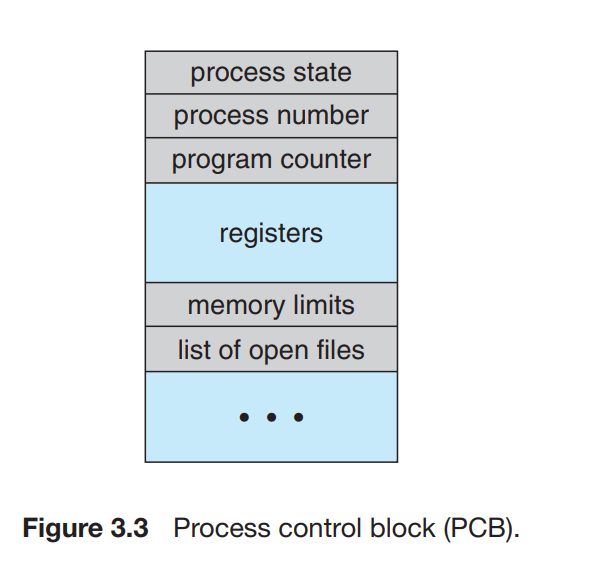 process state
process number
program counter
registers
memory limits
list of open files
• • •
Figure 3.3 Process control block (PCB).